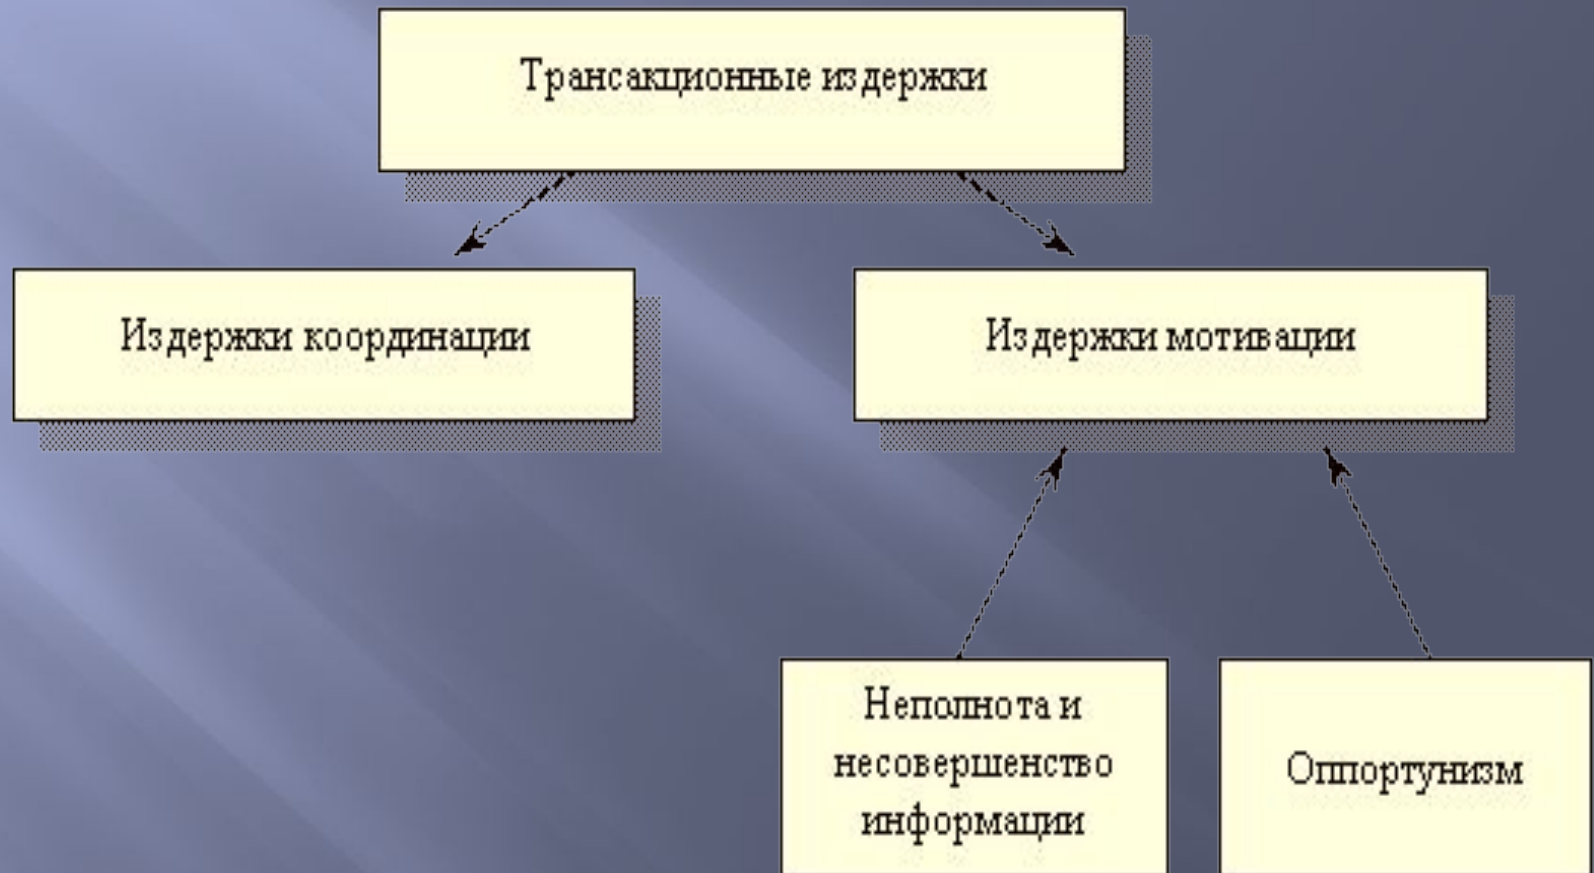 Трансакционные издержки
Издержки координации
Издержки мотивации
Неполнота и
несовершенство
информации
Оппортунизм